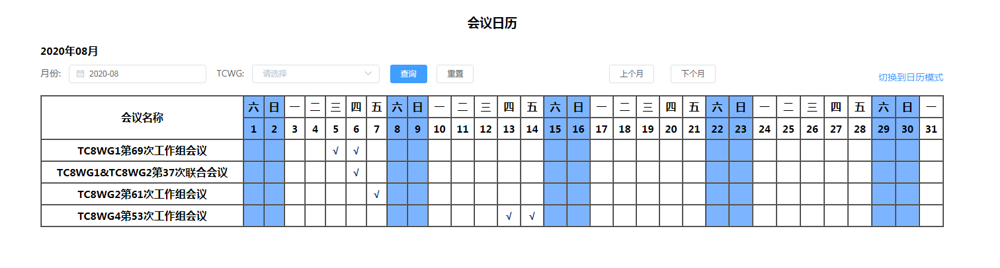 会议日历
2020年08月
月份: 2020-08 TCWG: 请选择 查询 重置 上个月 下个月 切换到日历模式
会议名称 六 日 一 二 三 四 五 六 日 一 二 三 四 五 六 日 一 二 三 四 五 六 日 一 二 三 四 五 六 日 一
1 2 3 4 5 6 7 8 9 10 11 12 13 14 15 16 17 18 19 20 21 22 23 24 25 26 27 28 29 30 31
TC8WG1第69次工作组会议 √ √
TC8WG1&TC8WG2第37次联合会议 √
TC8WG2第61次工作组会议 √
TC8WG4第53次工作组会议 √ √